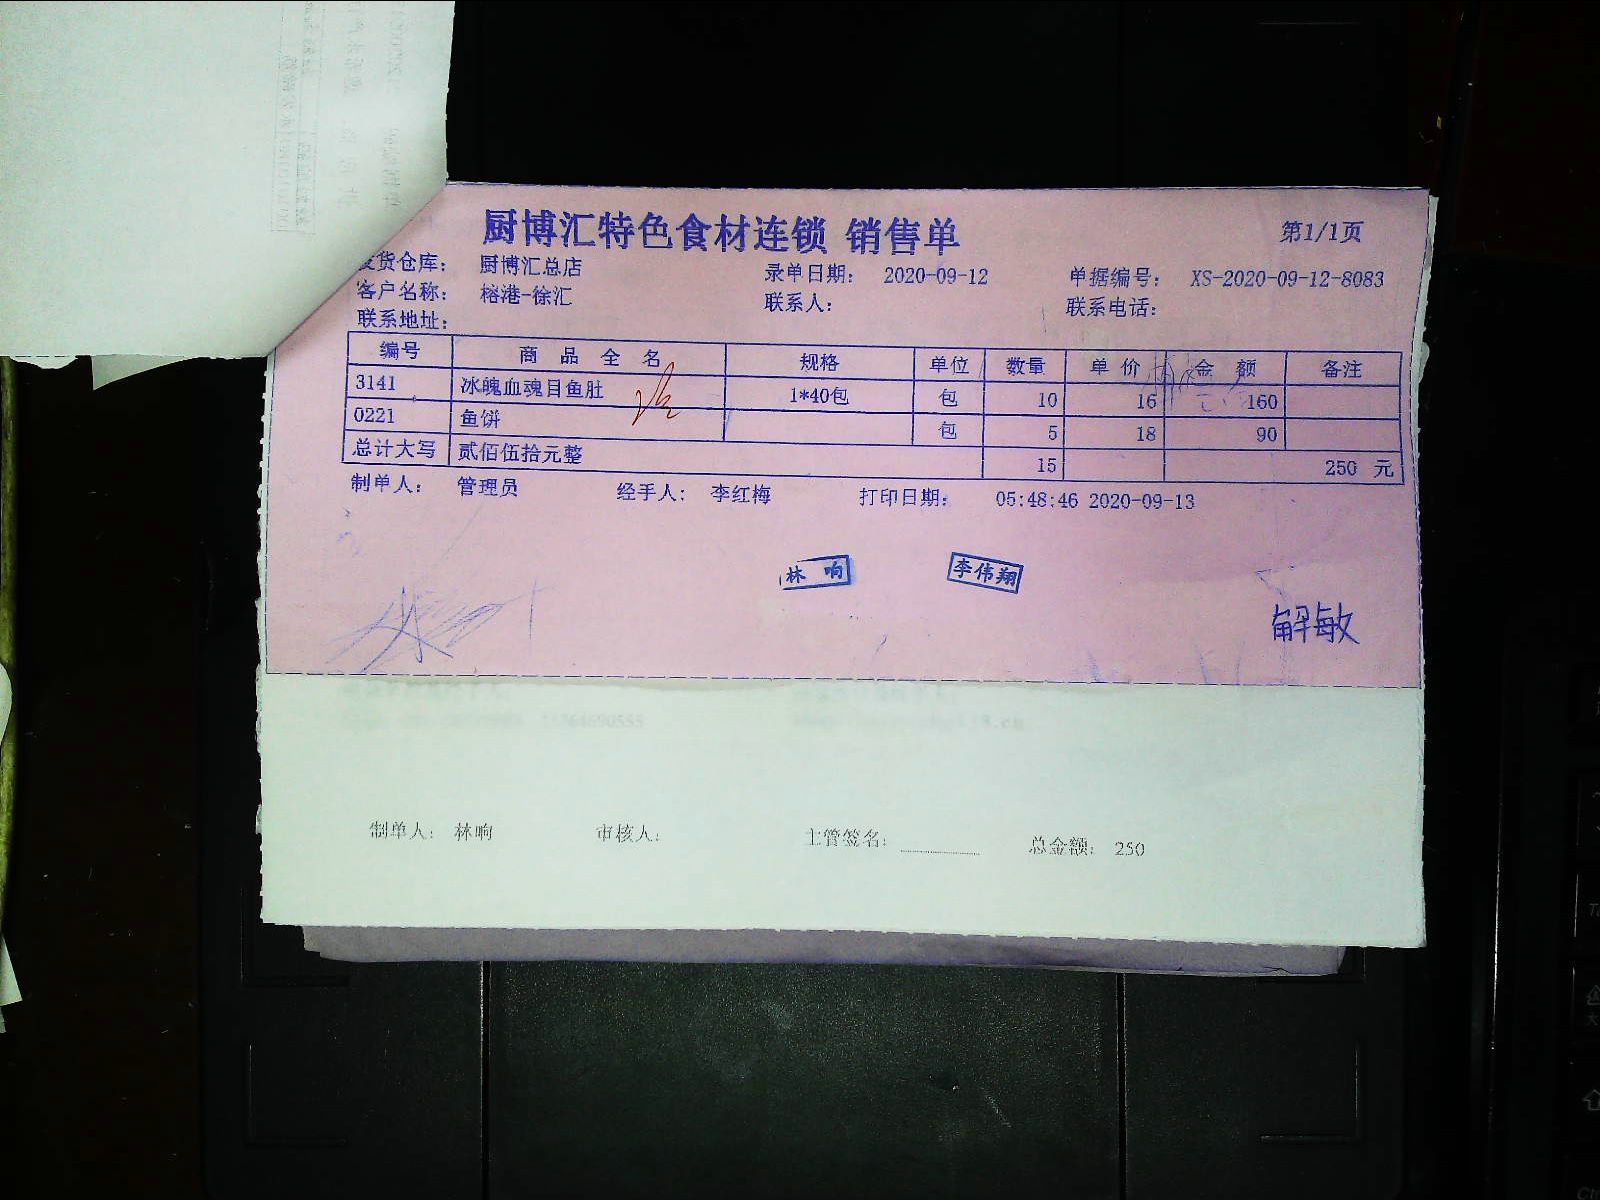 厨博汇特色食材连锁 销售单
第1/1页
发货仓库： 厨博汇总店 录单日期： 2020-09-12 单据编号： XS-2020-09-12-8083
客户名称： 榕港-徐汇 联系人： 联系电话：
联系地址：
编号 商品全名 规格 单位 数量 单价 金额 备注
3141 冰魄血魂目鱼肚 1*40包 包 10 16 160
0221 鱼饼 包 5 18 90
总计大写 贰佰伍拾元整 15 250 元
制单人： 管理员 经手人： 李红梅 打印日期： 05:48:46 2020-09-13
林响 李伟翔
解敏
制单人： 林响 审核人： 主管签名： 总金额： 250